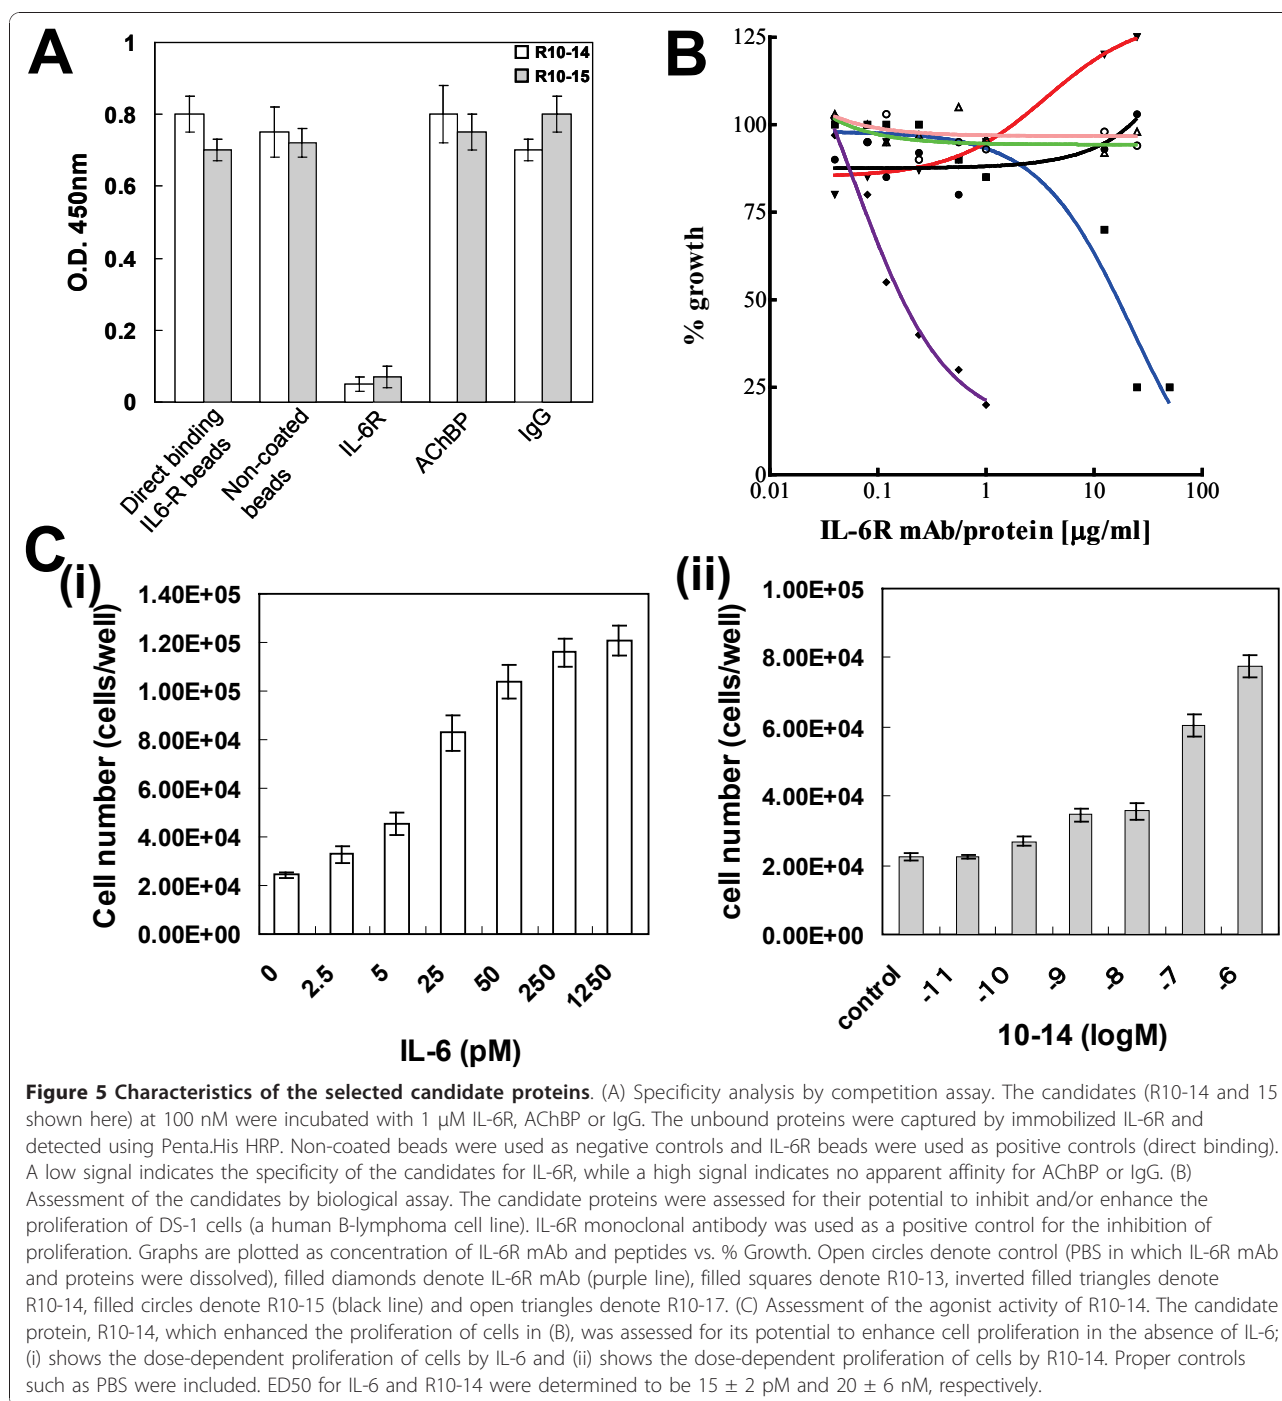 A
1
0.8
0.6
0.4
0.2
0
O.D. 450nm
R10-14
R10-15
Direct binding
IL6-R beads
Non-coated
beads
IL-6R
AChBP
IgG
B
125
100
75
50
25
0
% growth
0.01
0.1
1
10
100
IL-6R mAb/protein [µg/ml]
C
(i)
1.40E+05
1.20E+05
1.00E+05
8.00E+04
6.00E+04
4.00E+04
2.00E+04
0.00E+00
Cell number (cells/well)
0
2.5
5
25
50
250
1250
IL-6 (pM)
(ii)
1.00E+05
8.00E+04
6.00E+04
4.00E+04
2.00E+04
0.00E+00
cell number (cells/well)
control
-11
-10
-9
-8
-7
-6
10-14 (logM)
Figure 5 Characteristics of the selected candidate proteins. (A) Specificity analysis by competition assay. The candidates (R10-14 and 15
shown here) at 100 nM were incubated with 1 µM IL-6R, AChBP or IgG. The unbound proteins were captured by immobilized IL-6R and
detected using Penta.His HRP. Non-coated beads were used as negative controls and IL-6R beads were used as positive controls (direct binding).
A low signal indicates the specificity of the candidates for IL-6R, while a high signal indicates no apparent affinity for AChBP or IgG. (B)
Assessment of the candidates by biological assay. The candidate proteins were assessed for their potential to inhibit and/or enhance the
proliferation of DS-1 cells (a human B-lymphoma cell line). IL-6R monoclonal antibody was used as a positive control for the inhibition of
proliferation. Graphs are plotted as concentration of IL-6R mAb and peptides vs. % Growth. Open circles denote control (PBS in which IL-6R mAb
and proteins were dissolved), filled diamonds denote IL-6R mAb (purple line), filled squares denote R10-13, inverted filled triangles denote
R10-14, filled circles denote R10-15 (black line) and open triangles denote R10-17. (C) Assessment of the agonist activity of R10-14. The candidate
protein, R10-14, which enhanced the proliferation of cells in (B), was assessed for its potential to enhance cell proliferation in the absence of IL-6;
(i) shows the dose-dependent proliferation of cells by IL-6 and (ii) shows the dose-dependent proliferation of cells by R10-14. Proper controls
such as PBS were included. ED50 for IL-6 and R10-14 were determined to be 15 ± 2 pM and 20 ± 6 nM, respectively.